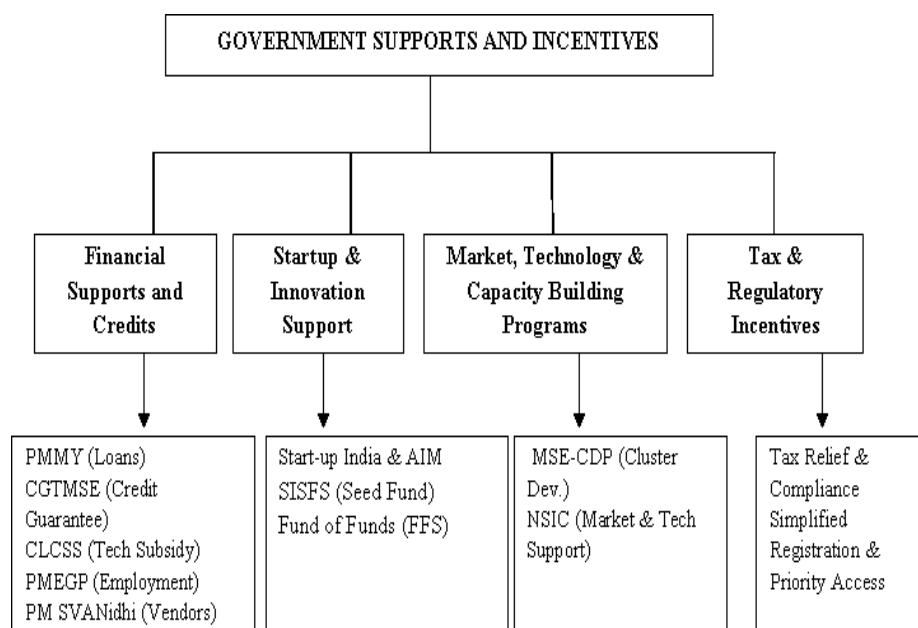 GOVERNMENT SUPPORTS AND INCENTIVES
Financial
Supports and
Credits
Startup &
Innovation
Support
Market, Technology &
Capacity Building
Programs
Tax &
Regulatory
Incentives
PMMY (Loans)
CGTMSE (Credit
Guarantee)
CLCSS (Tech Subsidy)
PMEGP (Employment)
PM SVANidhi (Vendors)
Start-up India & AIM
SISFS (Seed Fund)
Fund of Funds (FFS)
MSE-CDP (Cluster
Dev.)
NSIC (Market & Tech
Support)
Tax Relief &
Compliance
Simplified
Registration &
Priority Access